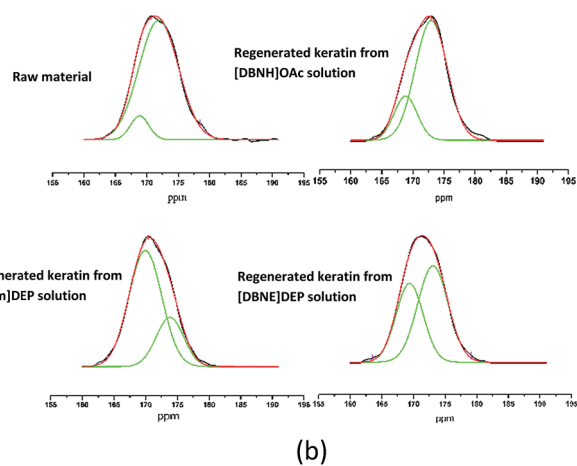 Raw material
155 160 165 170 175 180 185 190 195
ppm
Regenerated keratin from
[DBNH]OAc solution
155 160 165 170 175 180 185 190 195
ppm
nerated keratin from
m]DEP solution
155 160 165 170 175 180 185 190 195
ppm
Regenerated keratin from
[DBNE]DEP solution
155 160 165 170 175 180 185 190 195
ppm
(b)